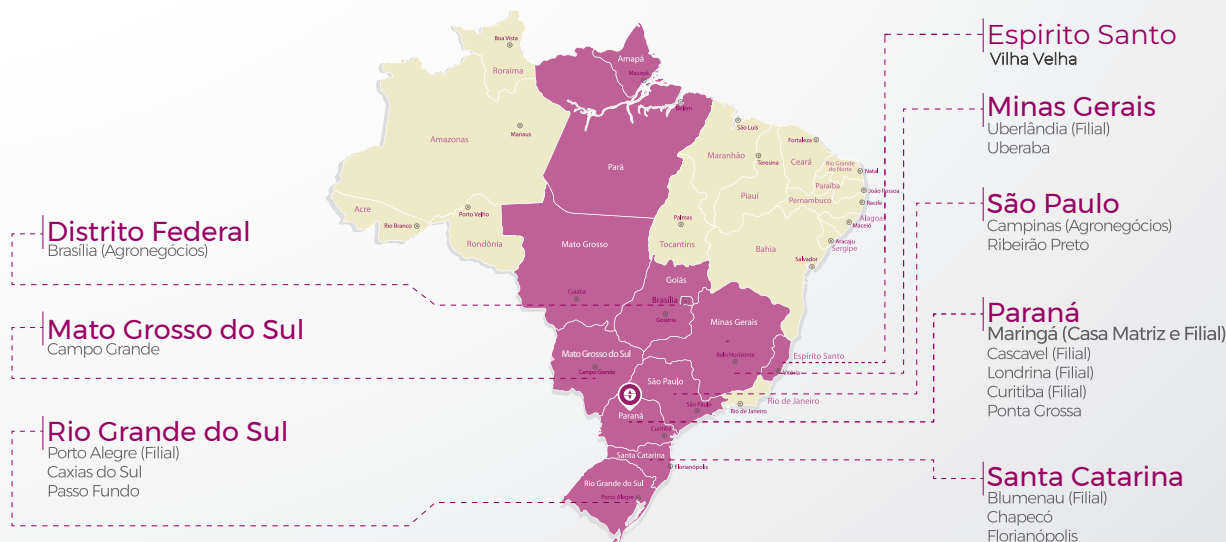 Espirito Santo
Vilha Velha
Minas Gerais
Uberlândia (Filial)
Uberaba
São Paulo
Campinas (Agronegócios)
Ribeirão Preto
Paraná
Maringá (Casa Matriz e Filial)
Cascavel (Filial)
Londrina (Filial)
Curitiba (Filial)
Ponta Grossa
Santa Catarina
Blumenau (Filial)
Chapecó
Florianópolis
Distrito Federal
Brasília (Agronegócios)
Mato Grosso do Sul
Campo Grande
Rio Grande do Sul
Porto Alegre (Filial)
Caxias do Sul
Passo Fundo
Boa Vista
Roraima
Amapá
Macapá
Belém
Manaus
Amazonas
Pará
São Luís
Maranhão
Teresina
Fortaleza
Ceará
Rio Grande
do Norte
Natal
Paraíba
João Pessoa
Piauí
Pernambuco
Recife
Alagoas
Maceió
Aracaju
Sergipe
Bahia
Salvador
Acre
Rio Branco
Porto Velho
Rondônia
Palmas
Tocantins
Mato Grosso
Cuiabá
Goiás
Brasília
Goiânia
Minas Gerais
Belo Horizonte
Espirito Santo
Vitória
Mato Grosso do Sul
Campo Grande
São Paulo
São Paulo
Rio de Janeiro
Rio de Janeiro
Paraná
Curitiba
Santa Catarina
Florianópolis
Rio Grande do Sul
Porto Alegre